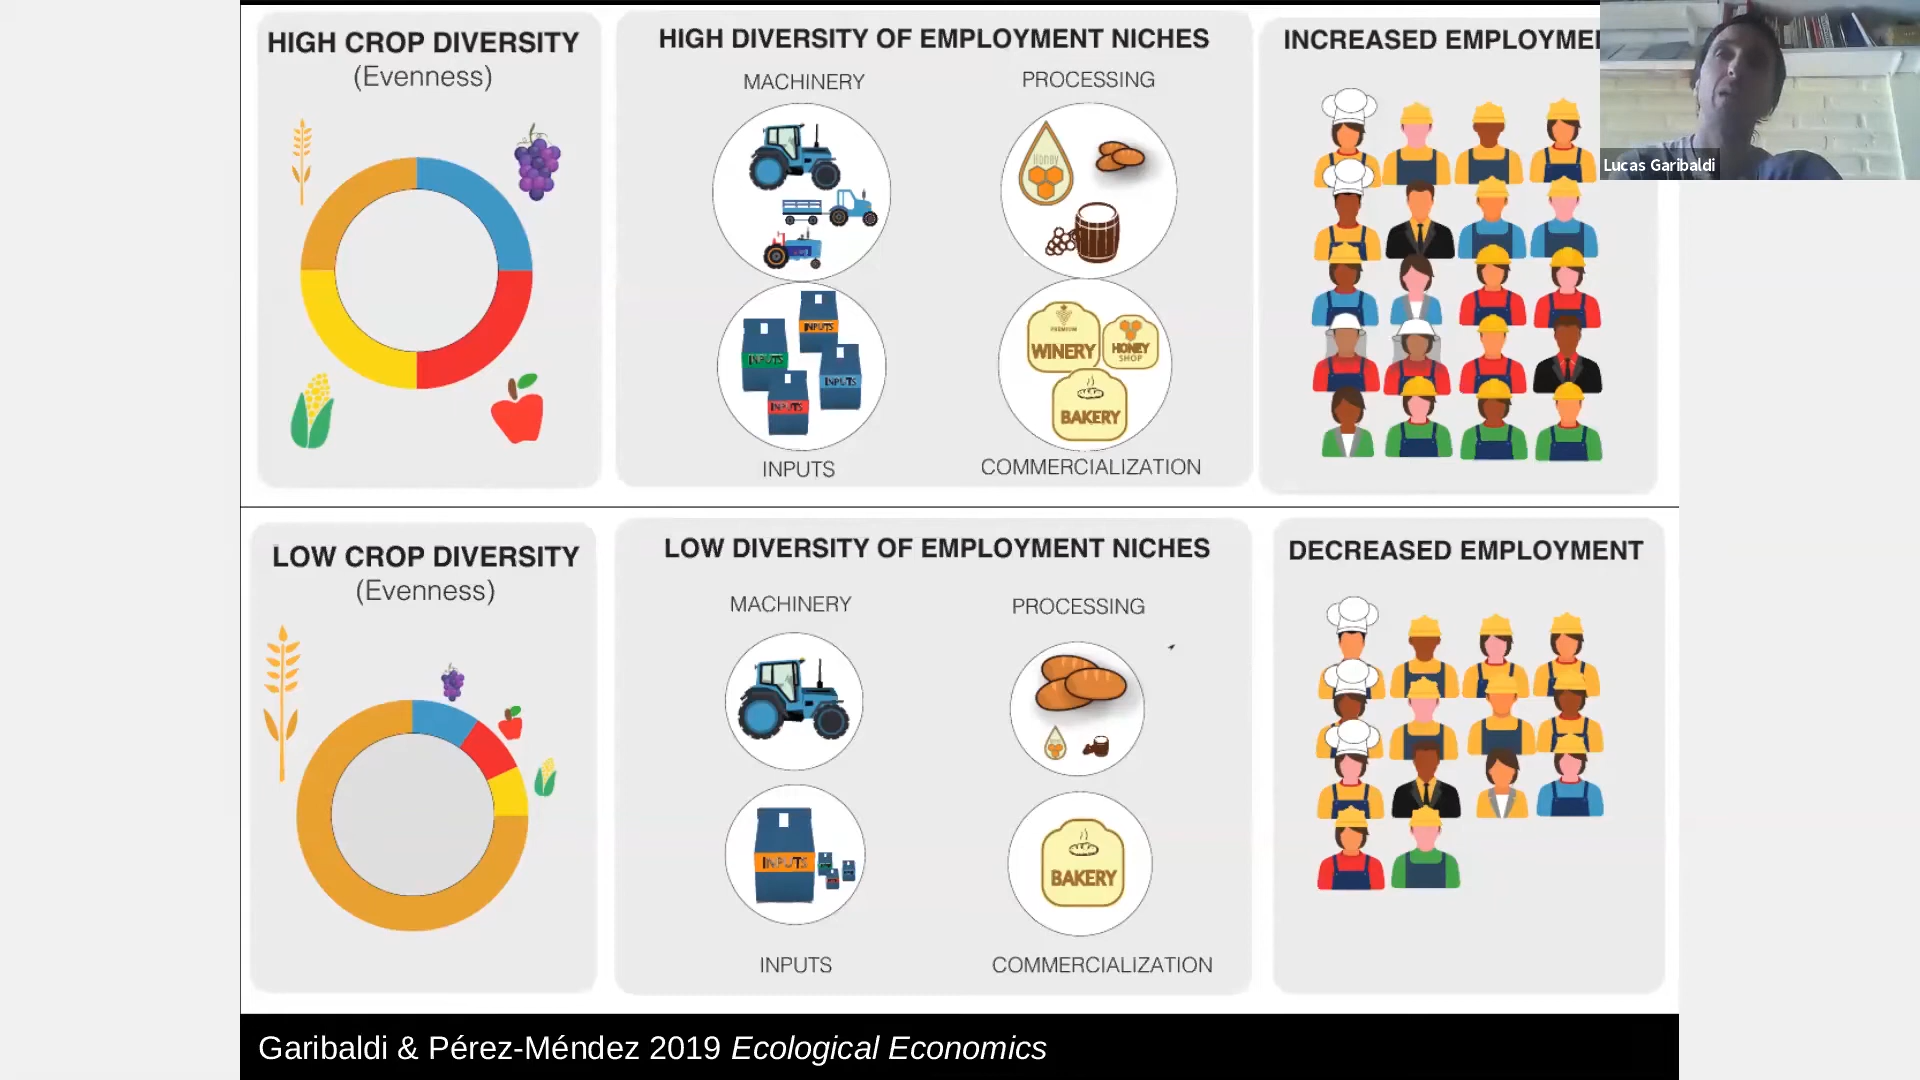 HIGH CROP DIVERSITY
(Evenness)
HIGH DIVERSITY OF EMPLOYMENT NICHES
MACHINERY
PROCESSING
Honey
INPUTS
INPUTS
INPUTS
INPUTS
PREMIUM
WINERY
HONEY
SHOP
BAKERY
INPUTS
COMMERCIALIZATION
INCREASED EMPLOYME
Lucas Garibaldi
LOW CROP DIVERSITY
(Evenness)
LOW DIVERSITY OF EMPLOYMENT NICHES
MACHINERY
PROCESSING
INPUTS
BAKERY
INPUTS
COMMERCIALIZATION
DECREASED EMPLOYMENT
Garibaldi & Pérez-Méndez 2019 Ecological Economics